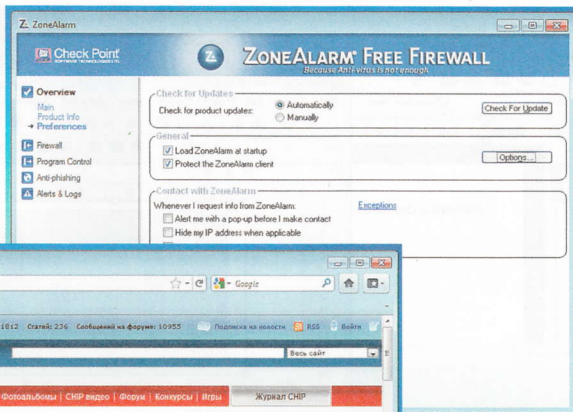 ZA ZoneAlarm
Check Point
SOFTWARE TECHNOLOGIES LTD.
ZA
ZONEALARM® FREE FIREWALL
Because Antivirus is not enough
Overview
Main
Product Info
Preferences
Firewall
Program Control
Anti-phishing
Alerts & Logs
Check for Updates
Check for product updates:
Automatically
Manually
Check For Update
General
Load ZoneAlarm at startup
Protect the ZoneAlarm client
Options...
Contact with ZoneAlarm
Whenever I request info from ZoneAlarm:
Exceptions
Alert me with a pop-up before I make contact
Hide my IP address when applicable
Google
1812 Статей: 236 Сообщений на форуме: 10955 Подписка на новости RSS Войти
Весь сайт
Фотоальбомы | CHIP видео | Форум | Конкурсы | Игры Журнал CHIP